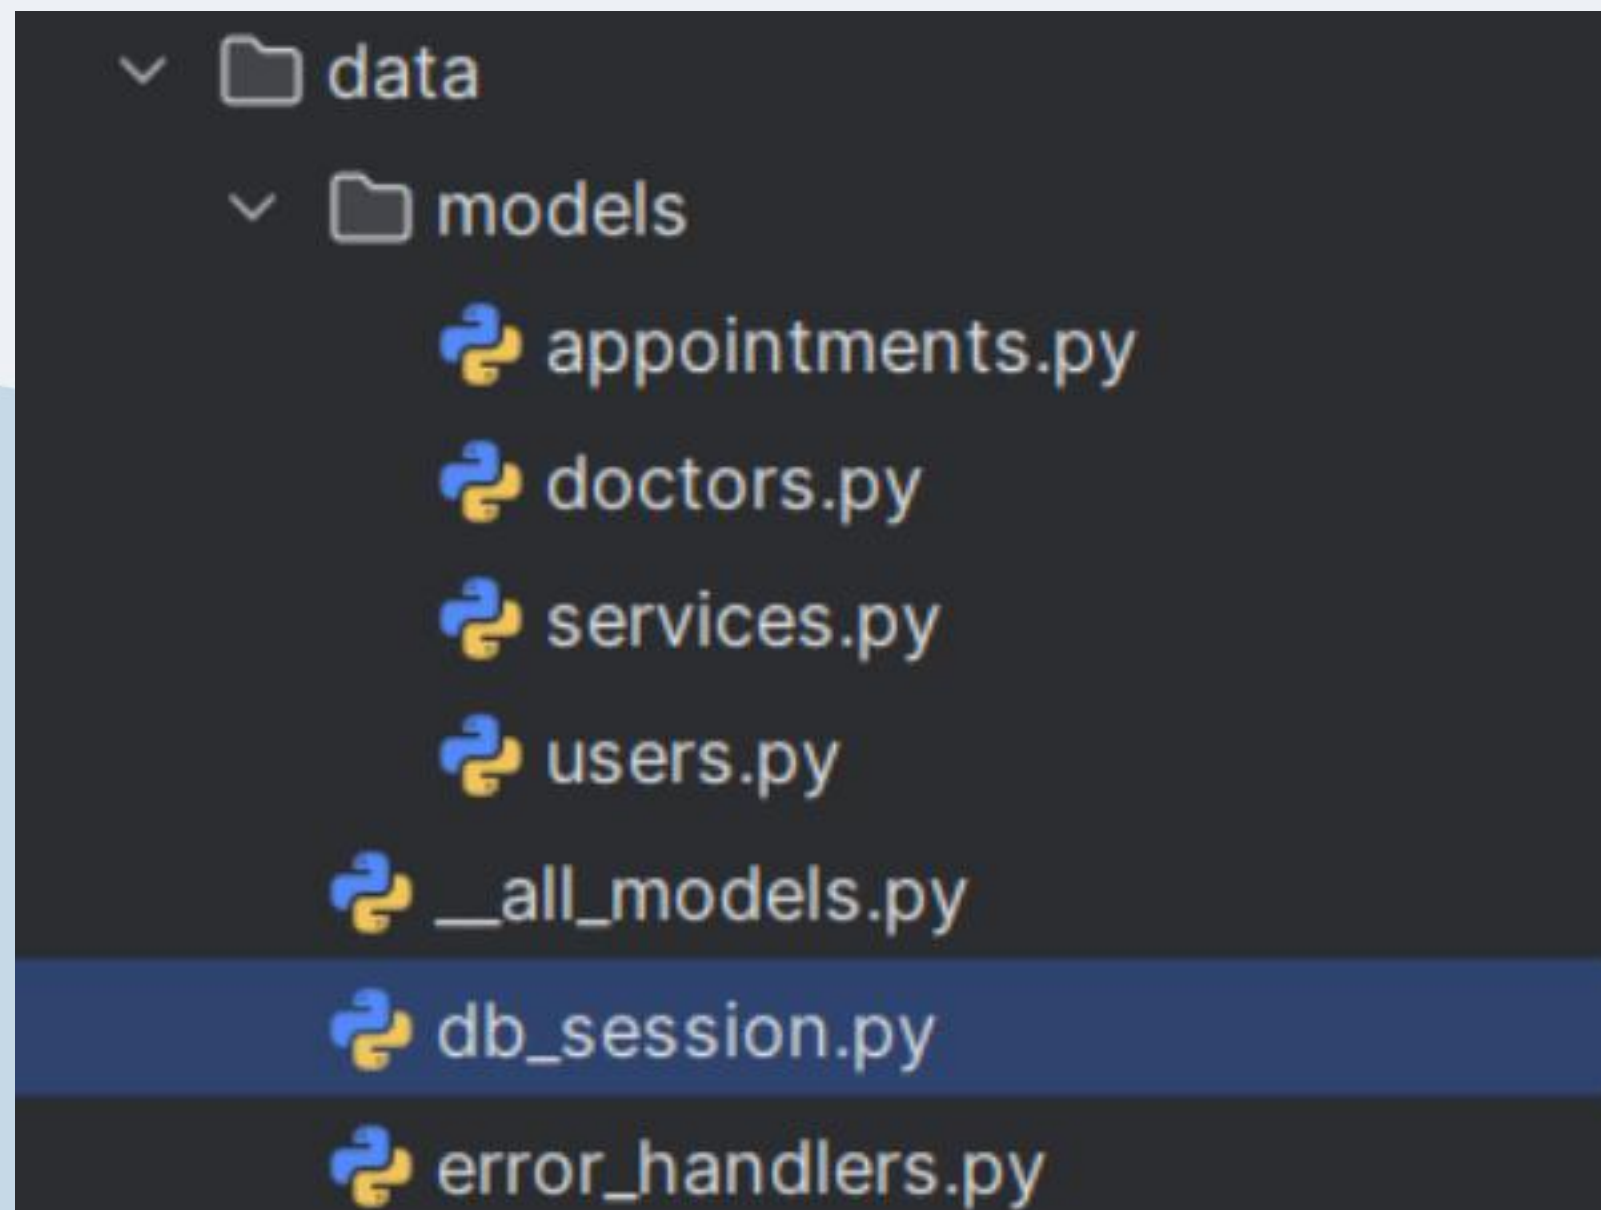 data
models
appointments.py
doctors.py
services.py
users.py
__all_models.py
db_session.py
error_handlers.py